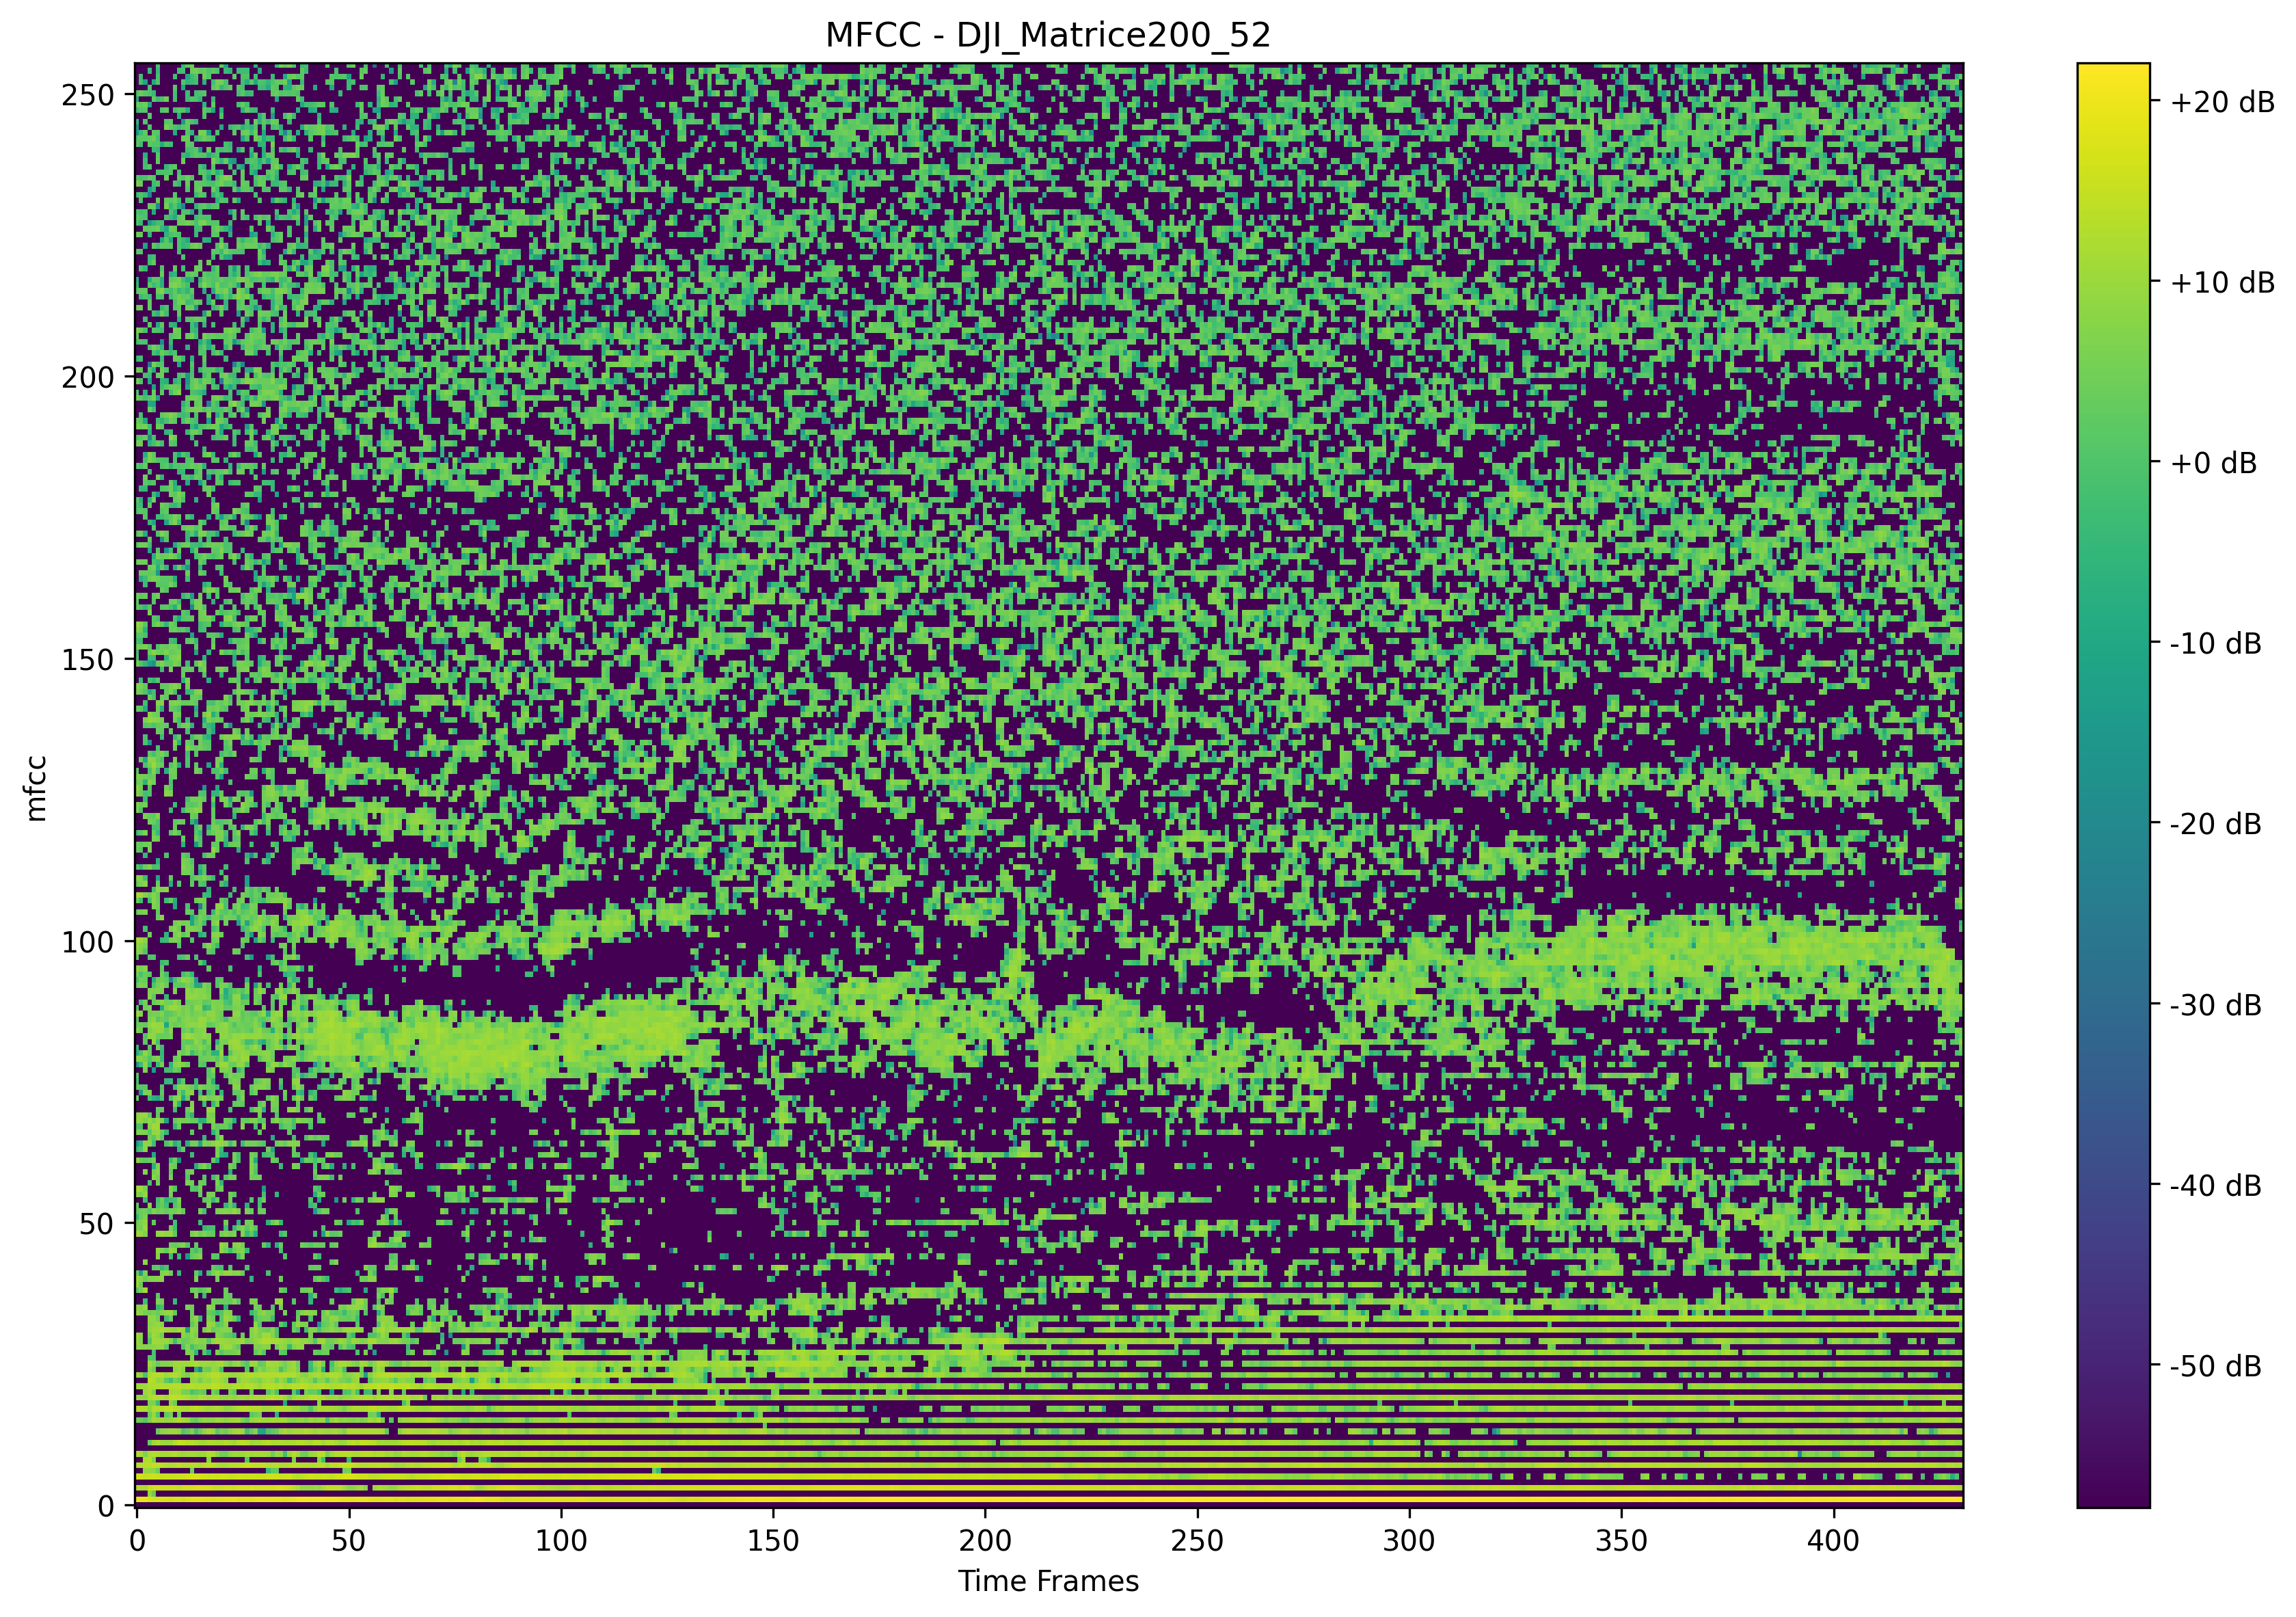 MFCC - DJI_Matrice200_52
250
200
150
100
50
0
mfcc
0 50 100 150 200 250 300 350 400
Time Frames
+20 dB
+10 dB
+0 dB
-10 dB
-20 dB
-30 dB
-40 dB
-50 dB